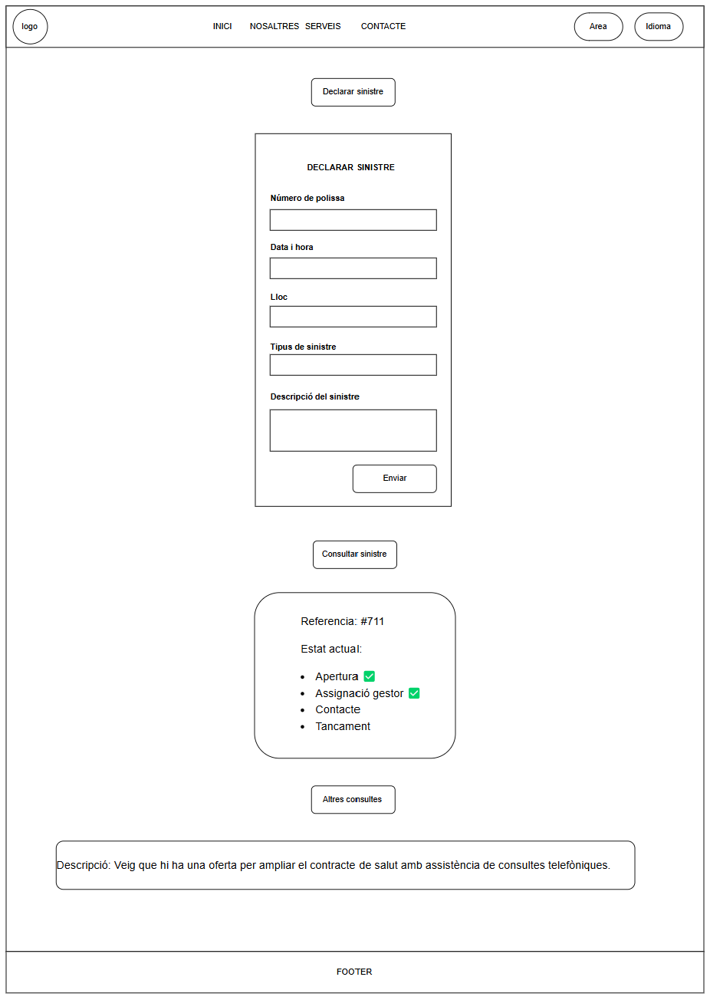 logo
INICI NOSALTRES SERVEIS CONTACTE
Area
Idioma
Declarar sinistre
DECLARAR SINISTRE
Número de polissa
Data i hora
Lloc
Tipus de sinistre
Descripció del sinistre
Enviar
Consultar sinistre
Referencia: #711
Estat actual:
• Apertura ✅
• Assignació gestor ✅
• Contacte
• Tancament
Altres consultes
Descripció: Veig que hi ha una oferta per ampliar el contracte de salut amb assistència de consultes telefòniques.
FOOTER